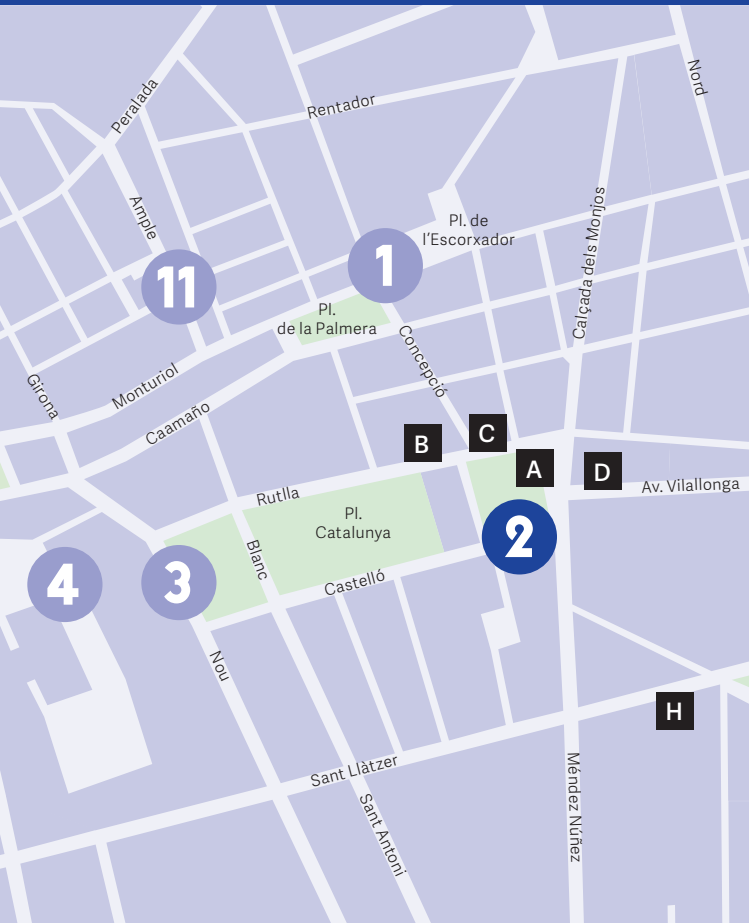 Nord
Peralada
Rentador
Ample
Pl. de
l'Escorxador
Calçada dels Monjos
1
11
Pl.
de la Palmera
Concepció
Monturiol
Girona
Caamaño
C
B
A
D
Av. Vilallonga
Rutlla
Pl.
Catalunya
2
Blanc
4
3
Castelló
Nou
H
Sant Llàtzer
Méndez Núñez
Sant Antoni